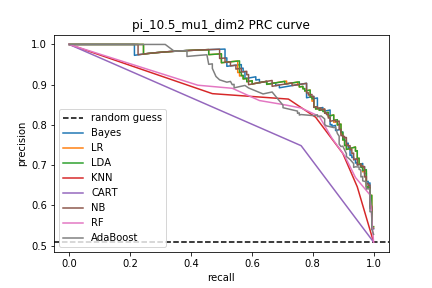 pi_10.5_mu1_dim2 PRC curve
1.0
0.9
0.8
0.7
0.6
0.5
precision
random guess
Bayes
LR
LDA
KNN
CART
NB
RF
AdaBoost
0.0 0.2 0.4 0.6 0.8 1.0
recall